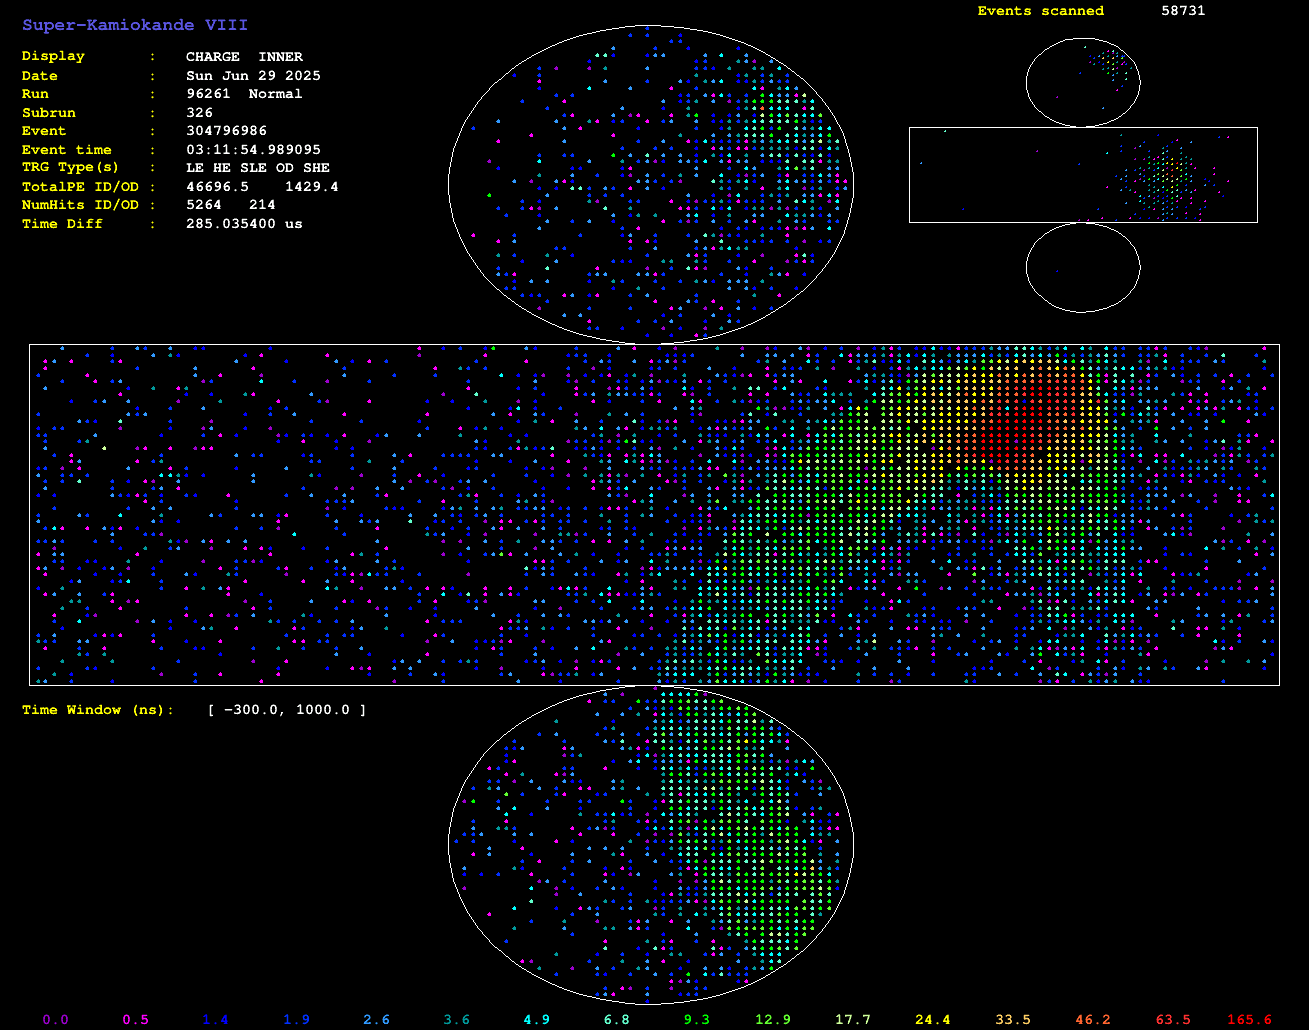 Super-Kamiokande VIII
Display : CHARGE INNER
Date : Sun Jun 29 2025
Run : 96261 Normal
Subrun : 326
Event : 304796986
Event time : 03:11:54.989095
TRG Type(s) : LE HE SLE OD SHE
TotalPE ID/OD : 46696.5 1429.4
NumHits ID/OD : 5264 214
Time Diff : 285.035400 us
Events scanned 58731
Time Window (ns): [ -300.0, 1000.0 ]
0.0 0.5 1.4 1.9 2.6 3.6 4.9 6.8 9.3 12.9 17.7 24.4 33.5 46.2 63.5 165.6